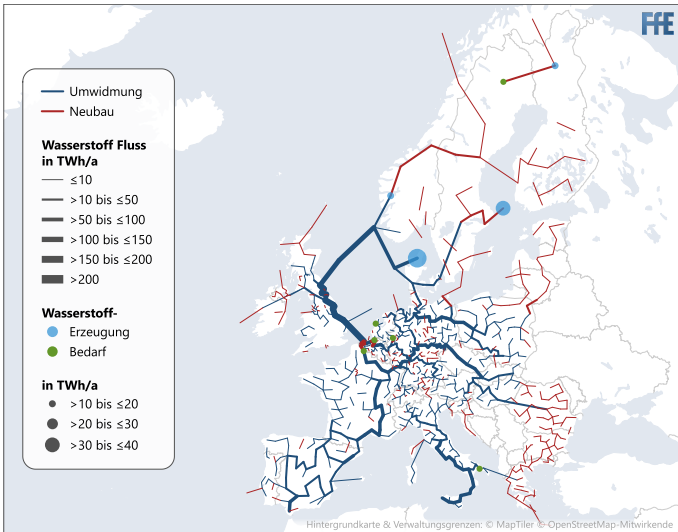 FfE
Umwidmung
Neubau
Wasserstoff Fluss
in TWh/a
≤10
>10 bis ≤50
>50 bis ≤100
>100 bis ≤150
>150 bis ≤200
>200
Wasserstoff-
Erzeugung
Bedarf
in TWh/a
>10 bis ≤20
>20 bis ≤30
>30 bis ≤40
Hintergrundkarte & Verwaltungsgrenzen: © MapTiler © OpenStreetMap-Mitwirkende